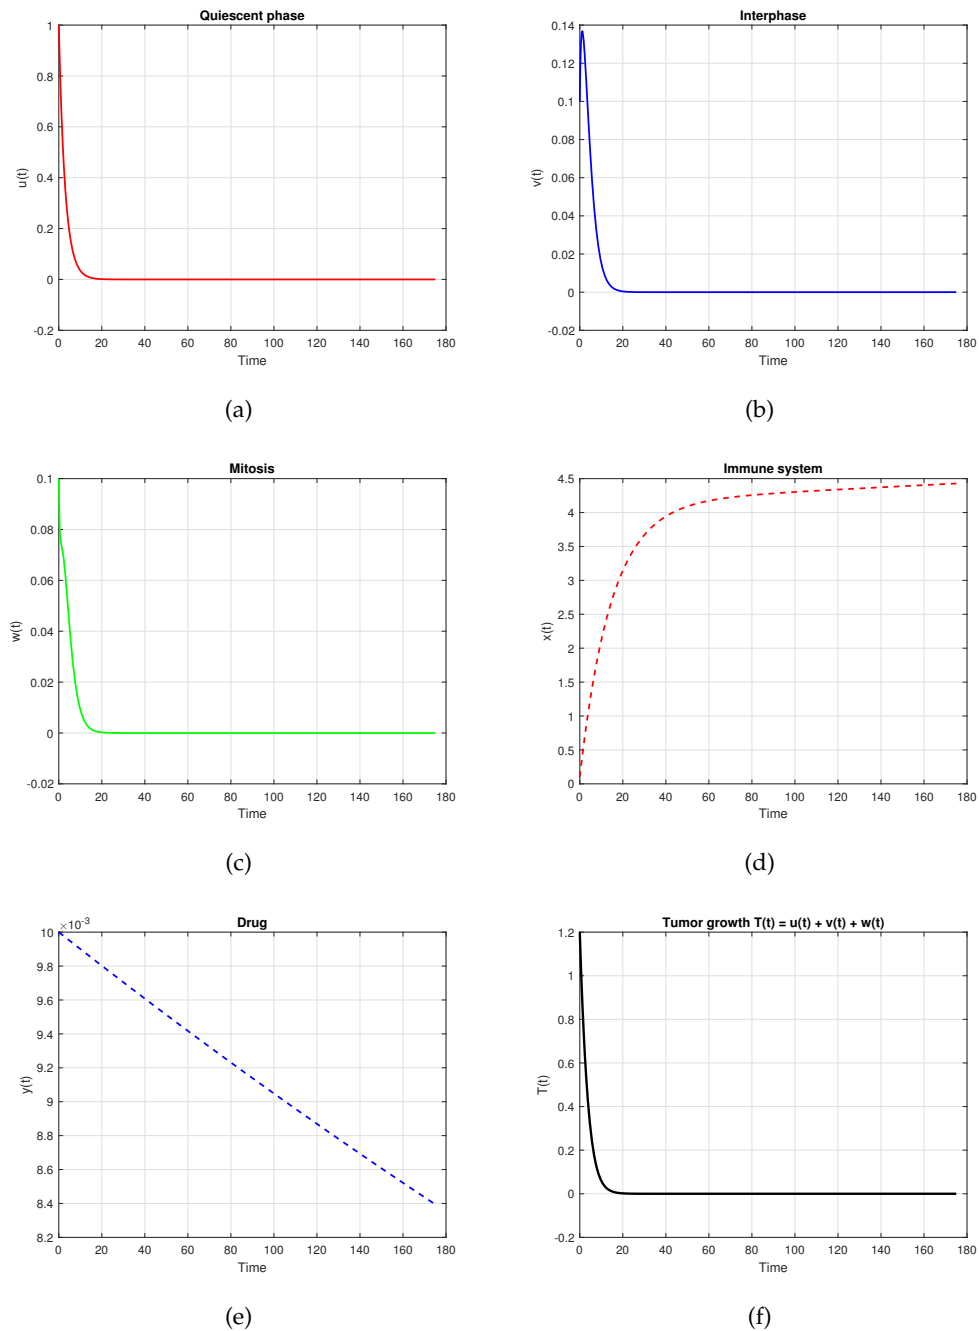 Quiescent phase
1
0.8
0.6
0.4
0.2
0
-0.2
u(t)
0 20 40 60 80 100 120 140 160 180
Time
(a)
Interphase
0.14
0.12
0.1
0.08
0.06
0.04
0.02
0
-0.02
v(t)
0 20 40 60 80 100 120 140 160 180
Time
(b)
Mitosis
0.1
0.08
0.06
0.04
0.02
0
-0.02
w(t)
0 20 40 60 80 100 120 140 160 180
Time
(c)
Immune system
4.5
4
3.5
3
2.5
2
1.5
1
0.5
0
x(t)
0 20 40 60 80 100 120 140 160 180
Time
(d)
×10⁻³
Drug
10
9.8
9.6
9.4
9.2
9
8.8
8.6
8.4
8.2
y(t)
0 20 40 60 80 100 120 140 160 180
Time
(e)
Tumor growth T(t) = u(t) + v(t) + w(t)
1.2
1
0.8
0.6
0.4
0.2
0
-0.2
T(t)
0 20 40 60 80 100 120 140 160 180
Time
(f)